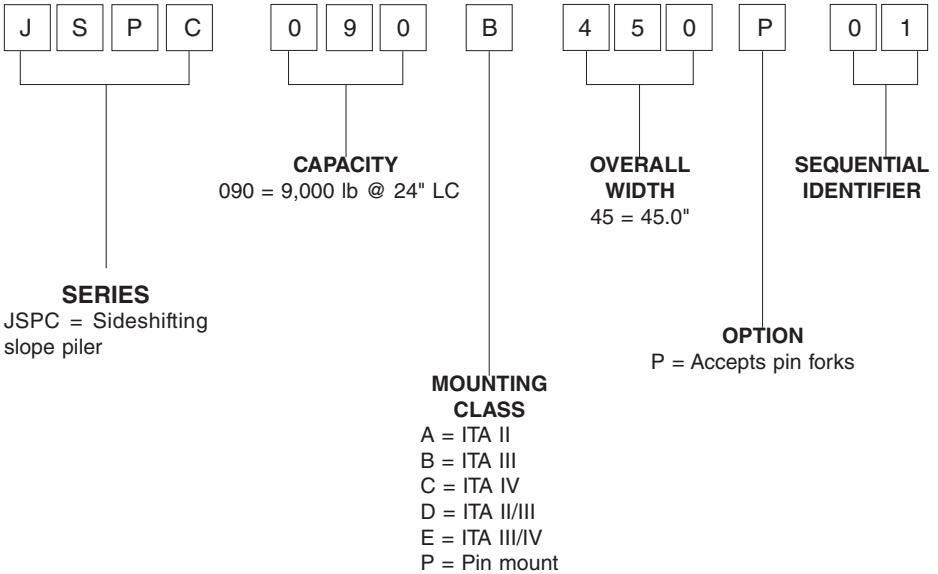 J S P C 0 9 0 B 4 5 0 P 0 1
CAPACITY
090 = 9,000 lb @ 24" LC
OVERALL
WIDTH
45 = 45.0"
SEQUENTIAL
IDENTIFIER
SERIES
JSPC = Sideshifting
slope piler
OPTION
P = Accepts pin forks
MOUNTING
CLASS
A = ITA II
B = ITA III
C = ITA IV
D = ITA II/III
E = ITA III/IV
P = Pin mount